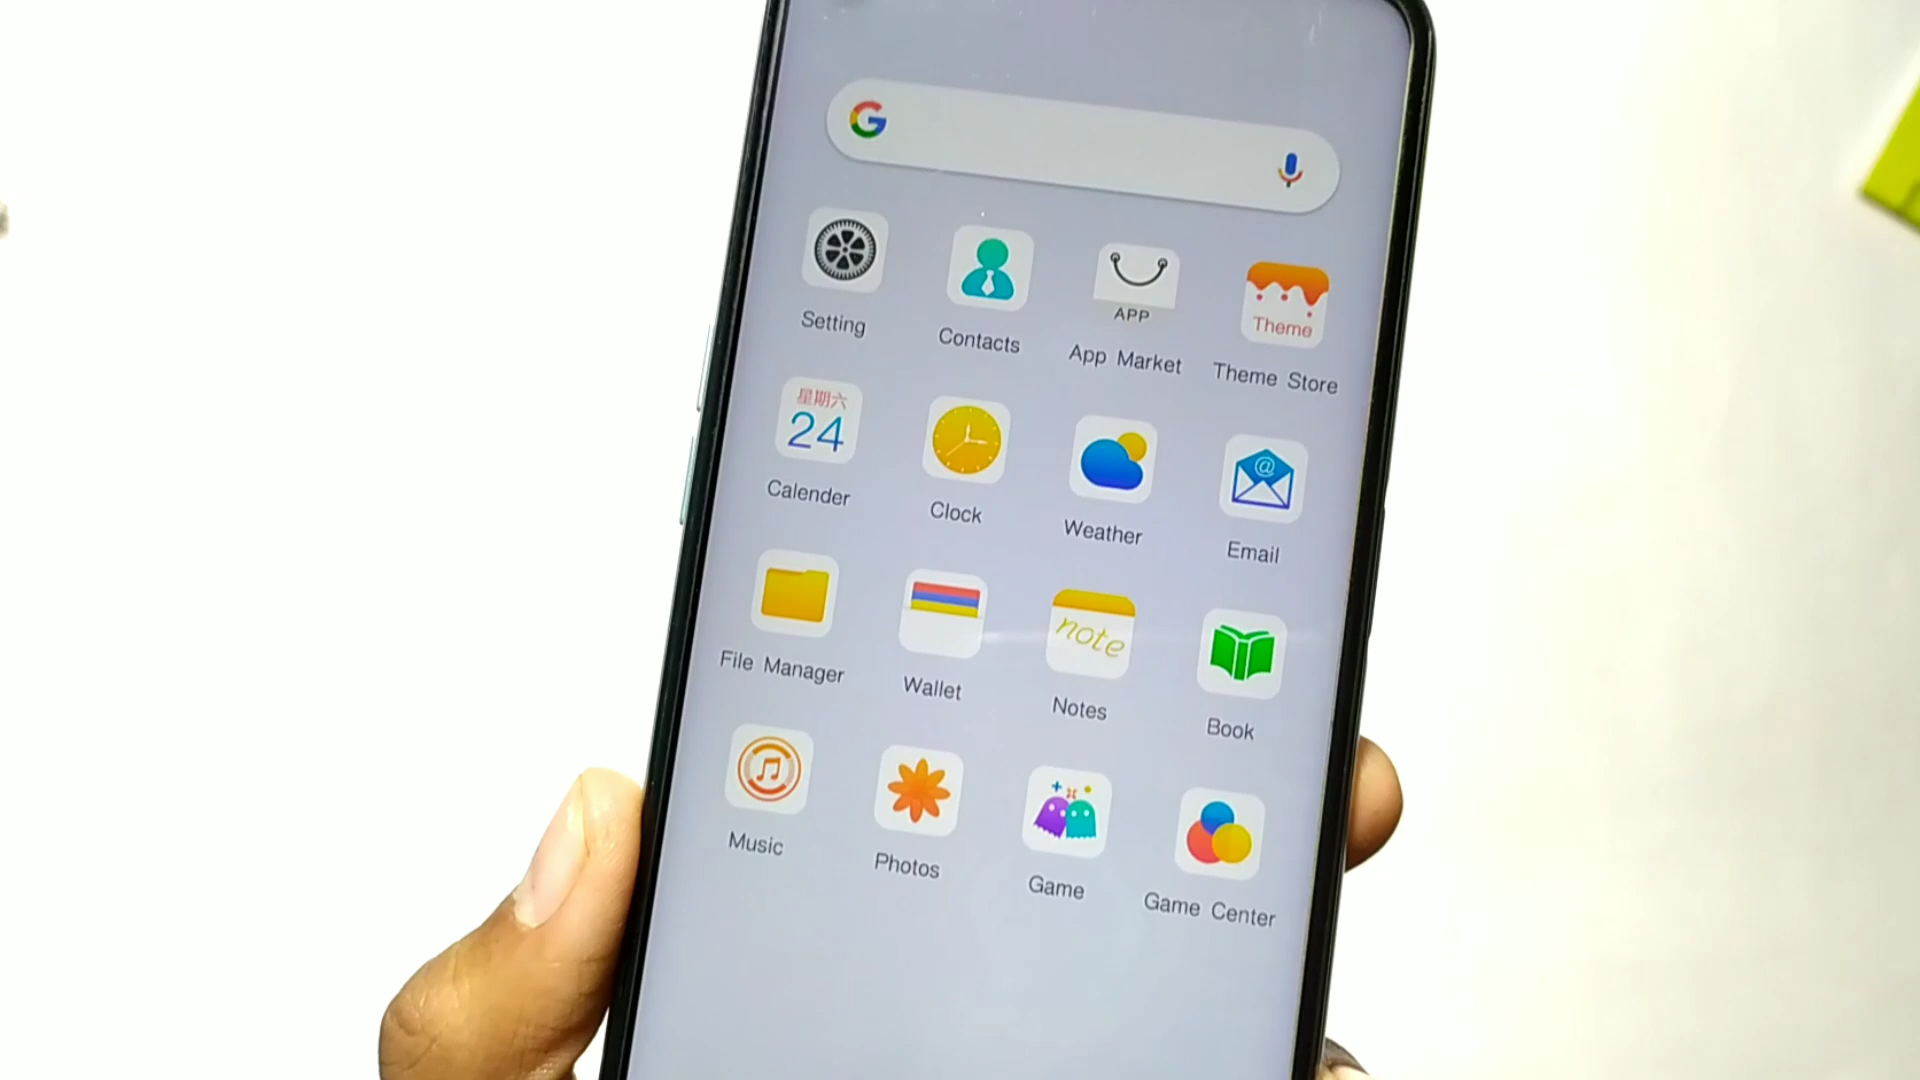 G
Setting
Contacts
APP
App Market
Theme
Theme Store
星期六
24
Calender
Clock
Weather
@
Email
File Manager
Wallet
note
Notes
Book
Music
Photos
Game
Game Center